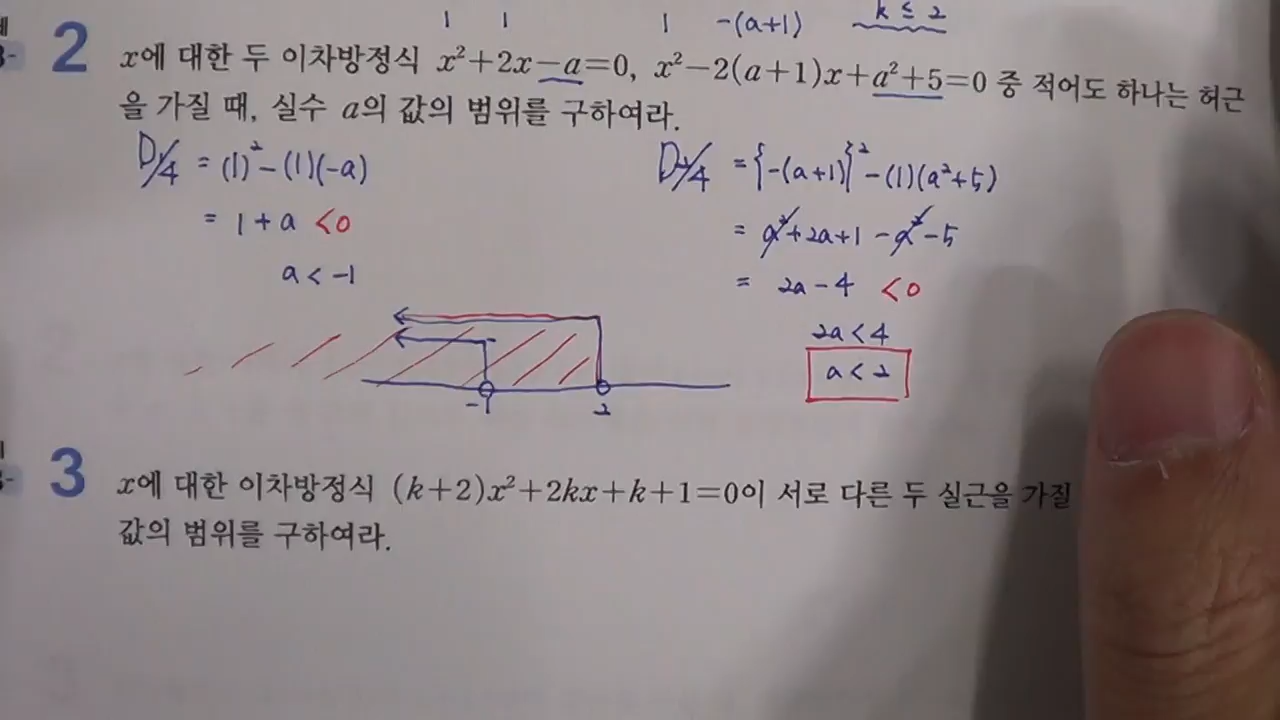 1 1 1 -(a+1) k ≤ 2
2 x에 대한 두 이차방정식 x²+2x-a=0, x²-2(a+1)x+a²+5=0 중 적어도 하나는 허근
을 가질 때, 실수 a의 값의 범위를 구하여라.
D/4 = (1)²-(1)(-a)
= 1+a <0
a < -1
D/4 = {-(a+1)}²-(1)(a²+5)
= a²+2a+1-a²-5
= 2a-4 <0
2a<4
a<2
-1 2
3 x에 대한 이차방정식 (k+2)x²+2kx+k+1=0이 서로 다른 두 실근을 가질
값의 범위를 구하여라.